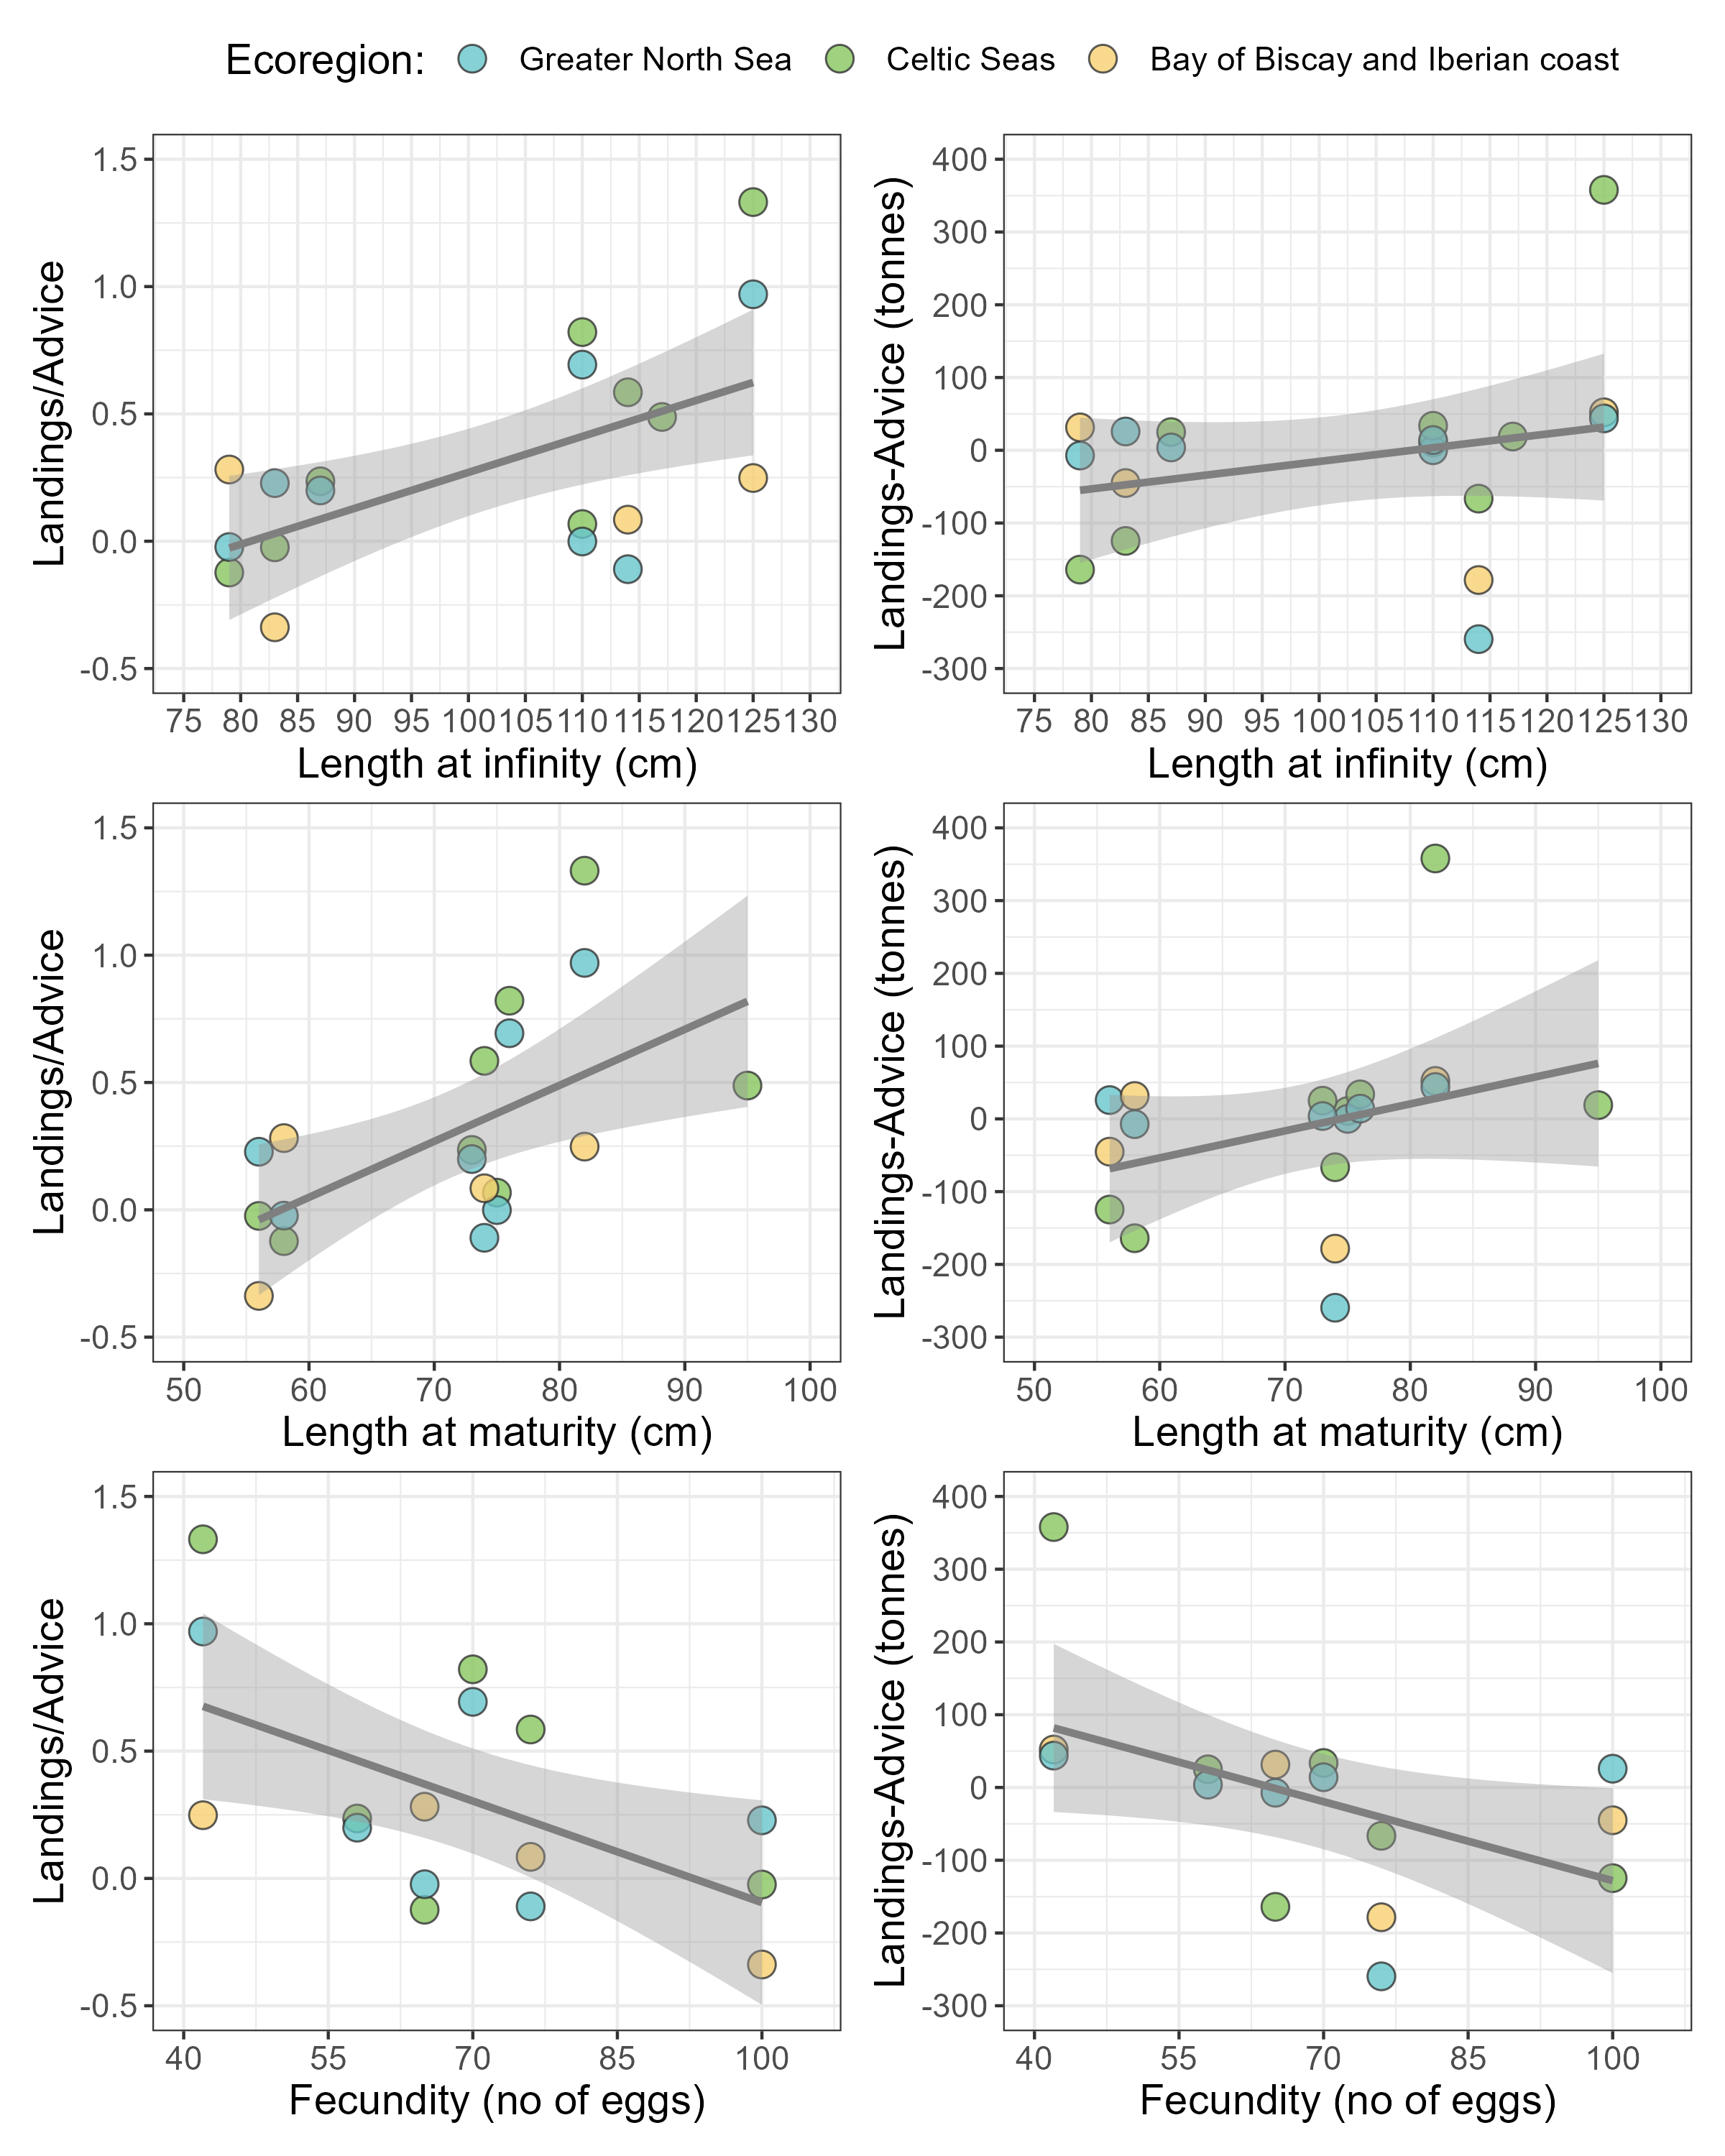 Ecoregion: Greater North Sea Celtic Seas Bay of Biscay and Iberian coast
Landings/Advice
1.5
1.0
0.5
0.0
-0.5
75 80 85 90 95 100 105 110 115 120 125 130
Length at infinity (cm)
Landings-Advice (tonnes)
400
300
200
100
0
-100
-200
-300
75 80 85 90 95 100 105 110 115 120 125 130
Length at infinity (cm)
Landings/Advice
1.5
1.0
0.5
0.0
-0.5
50 60 70 80 90 100
Length at maturity (cm)
Landings-Advice (tonnes)
400
300
200
100
0
-100
-200
-300
50 60 70 80 90 100
Length at maturity (cm)
Landings/Advice
1.5
1.0
0.5
0.0
-0.5
40 55 70 85 100
Fecundity (no of eggs)
Landings-Advice (tonnes)
400
300
200
100
0
-100
-200
-300
40 55 70 85 100
Fecundity (no of eggs)